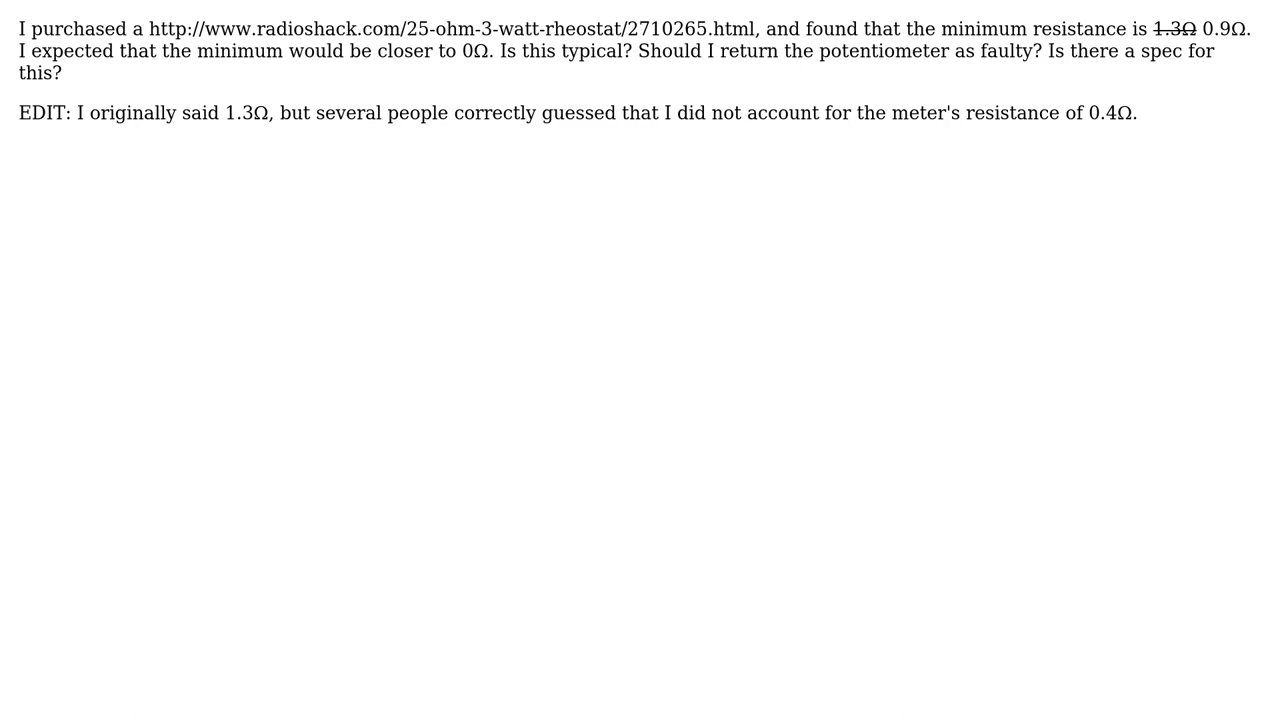 I purchased a http://www.radioshack.com/25-ohm-3-watt-rheostat/2710265.html, and found that the minimum resistance is 1.3Ω 0.9Ω.
I expected that the minimum would be closer to 0Ω. Is this typical? Should I return the potentiometer as faulty? Is there a spec for
this?
EDIT: I originally said 1.3Ω, but several people correctly guessed that I did not account for the meter's resistance of 0.4Ω.